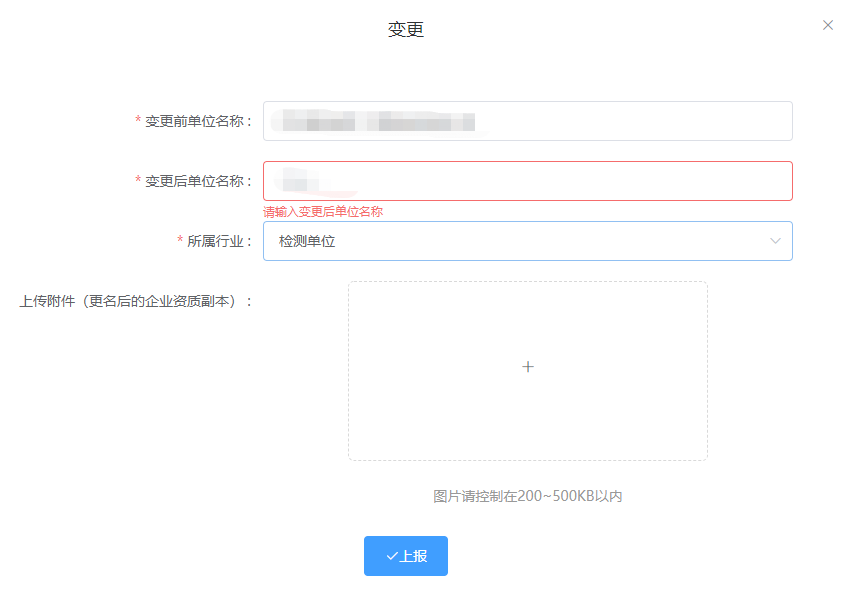 变更
* 变更前单位名称：
* 变更后单位名称：
请输入变更后单位名称
* 所属行业： 检测单位
上传附件（更名后的企业资质副本）：
图片请控制在200~500KB以内
上报